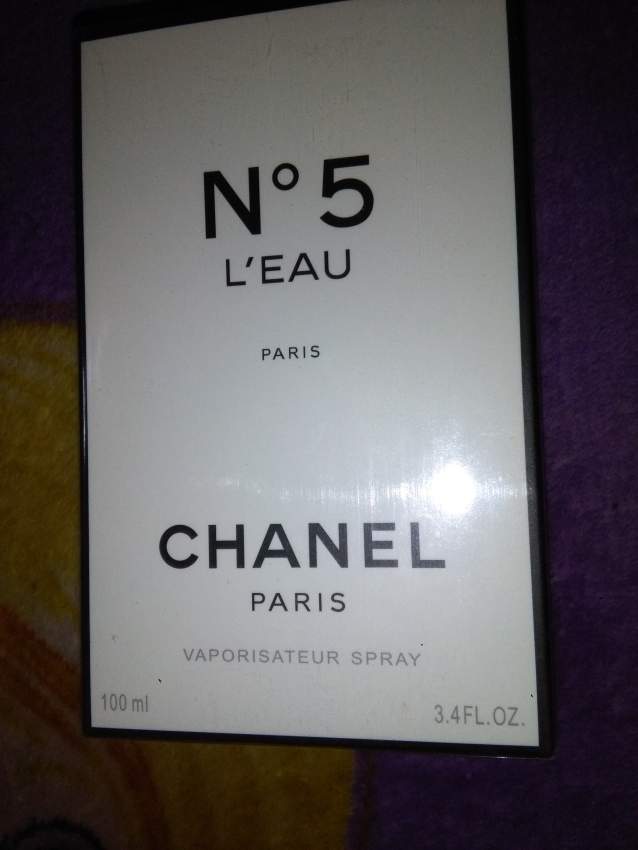 N° 5
L'EAU
PARIS
CHANEL
PARIS
VAPORISATEUR SPRAY
100 ml
3.4FL.OZ.